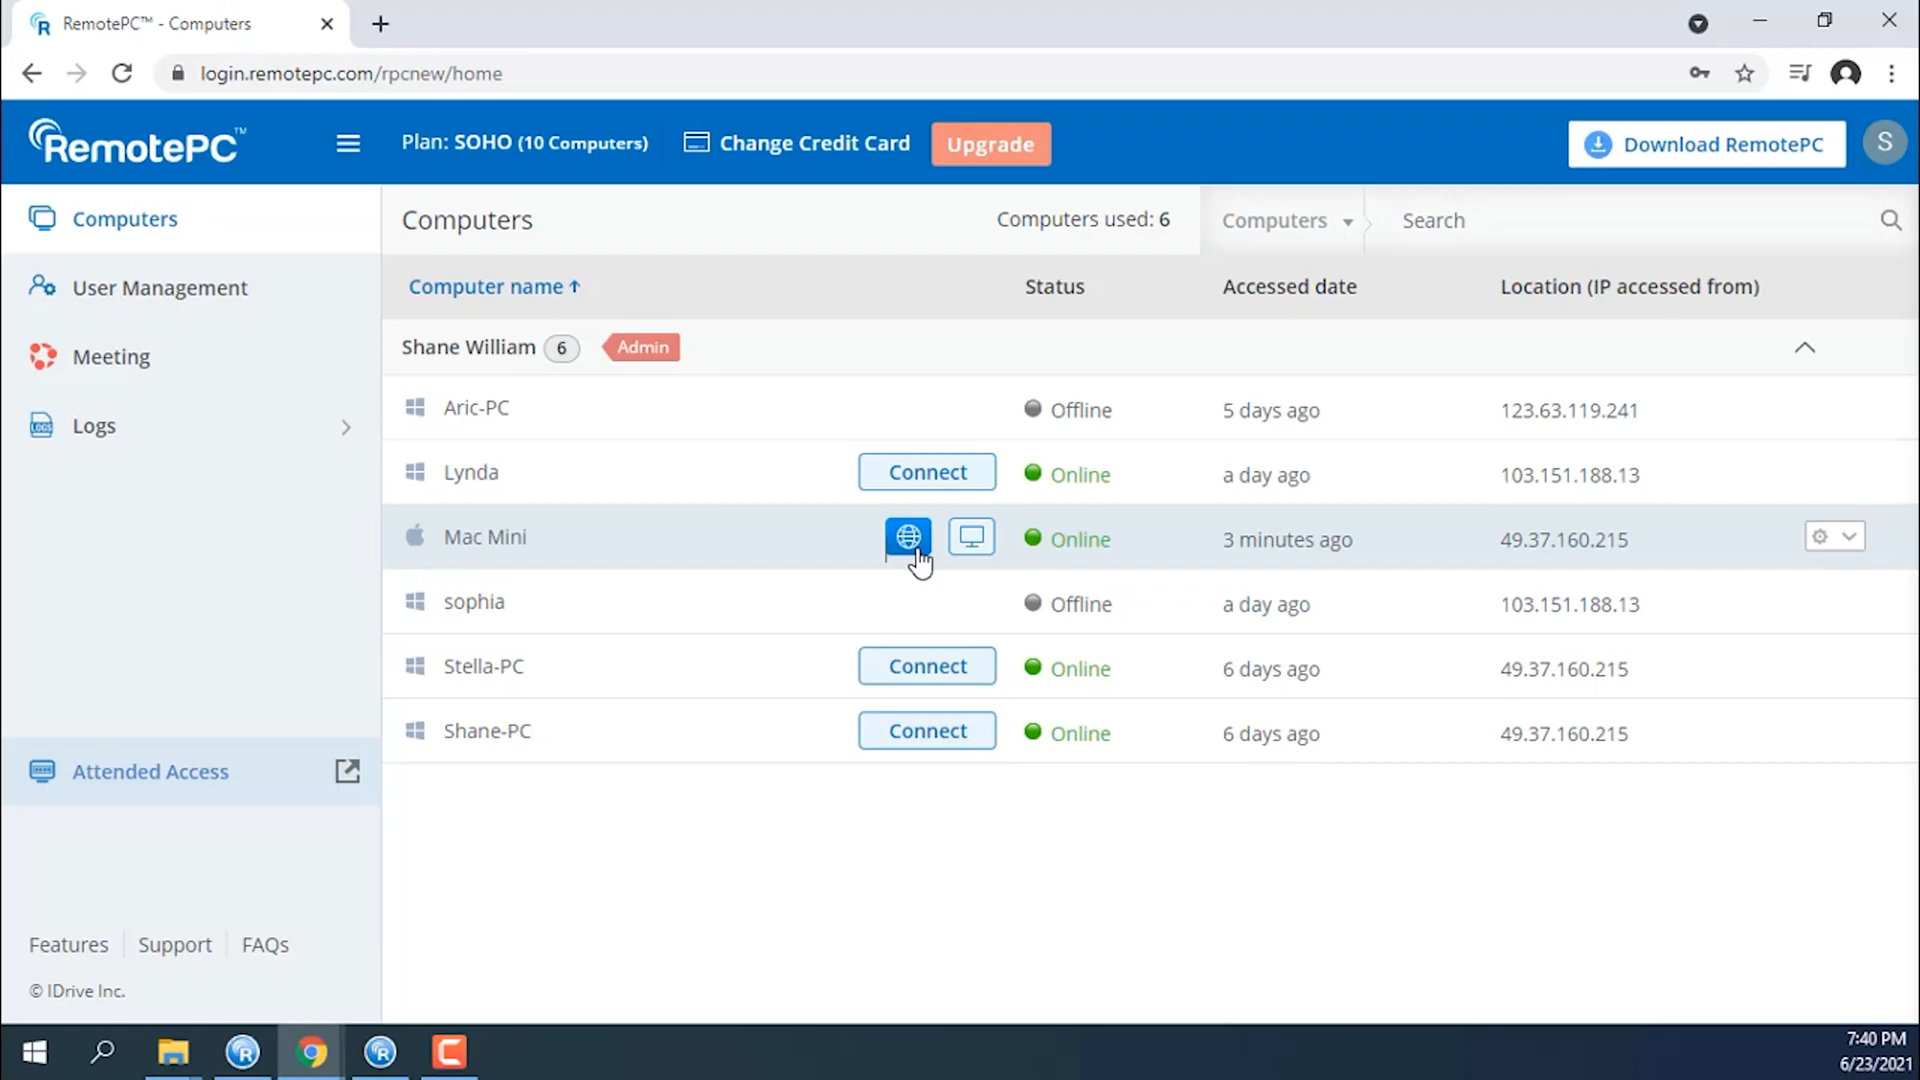 RemotePC™ - Computers
login.remotepc.com/rpcnew/home
RemotePC™
Plan: SOHO (10 Computers)
Change Credit Card
Upgrade
Download RemotePC
S
Computers
User Management
Meeting
LOGS
Logs
Attended Access
Features
Support
FAQs
© IDrive Inc.
Computers
Computers used: 6
Computers
Search
Computer name ↑
Status
Accessed date
Location (IP accessed from)
Shane William 6 Admin
Aric-PC Offline 5 days ago 123.63.119.241
Lynda Connect Online a day ago 103.151.188.13
Mac Mini Online 3 minutes ago 49.37.160.215
sophia Offline a day ago 103.151.188.13
Stella-PC Connect Online 6 days ago 49.37.160.215
Shane-PC Connect Online 6 days ago 49.37.160.215
7:40 PM
6/23/2021